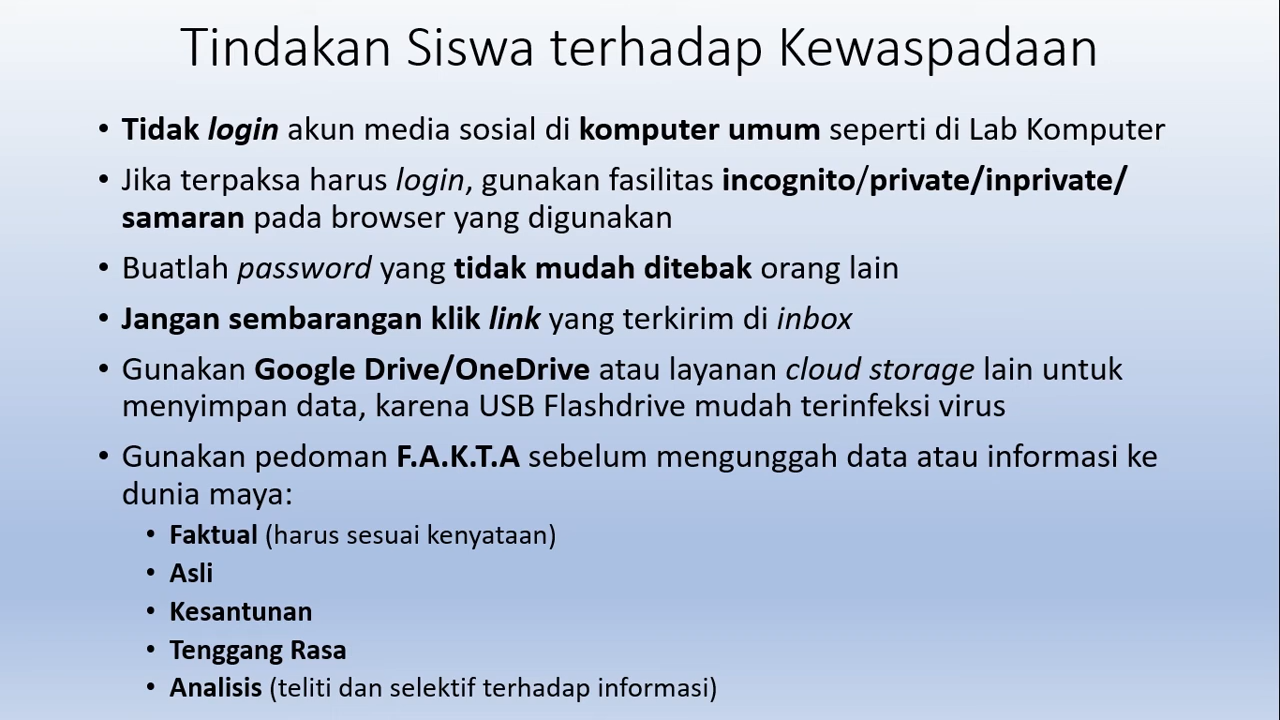 Tindakan Siswa terhadap Kewaspadaan
• Tidak login akun media sosial di komputer umum seperti di Lab Komputer
• Jika terpaksa harus login, gunakan fasilitas incognito/private/inprivate/
samaran pada browser yang digunakan
• Buatlah password yang tidak mudah ditebak orang lain
• Jangan sembarangan klik link yang terkirim di inbox
• Gunakan Google Drive/OneDrive atau layanan cloud storage lain untuk
menyimpan data, karena USB Flashdrive mudah terinfeksi virus
• Gunakan pedoman F.A.K.T.A sebelum mengunggah data atau informasi ke
dunia maya:
• Faktual (harus sesuai kenyataan)
• Asli
• Kesantunan
• Tenggang Rasa
• Analisis (teliti dan selektif terhadap informasi)